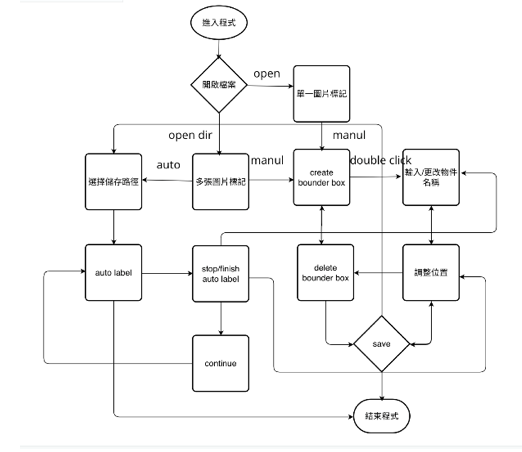 進入程式
開啟檔案
open
單一圖片標記
open dir
manul
auto
manul
double click
選擇儲存路徑
多張圖片標記
create
bounder box
輸入/更改物件
名稱
auto label
stop/finish
auto label
delete
bounder box
調整位置
continue
save
結束程式